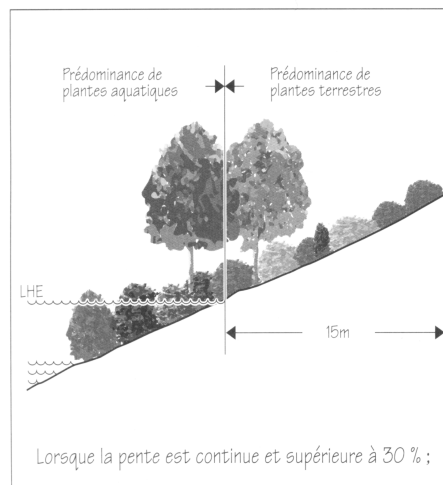 Prédominance de
plantes aquatiques
Prédominance de
plantes terrestres
LHE
15m
Lorsque la pente est continue et supérieure à 30 % ;